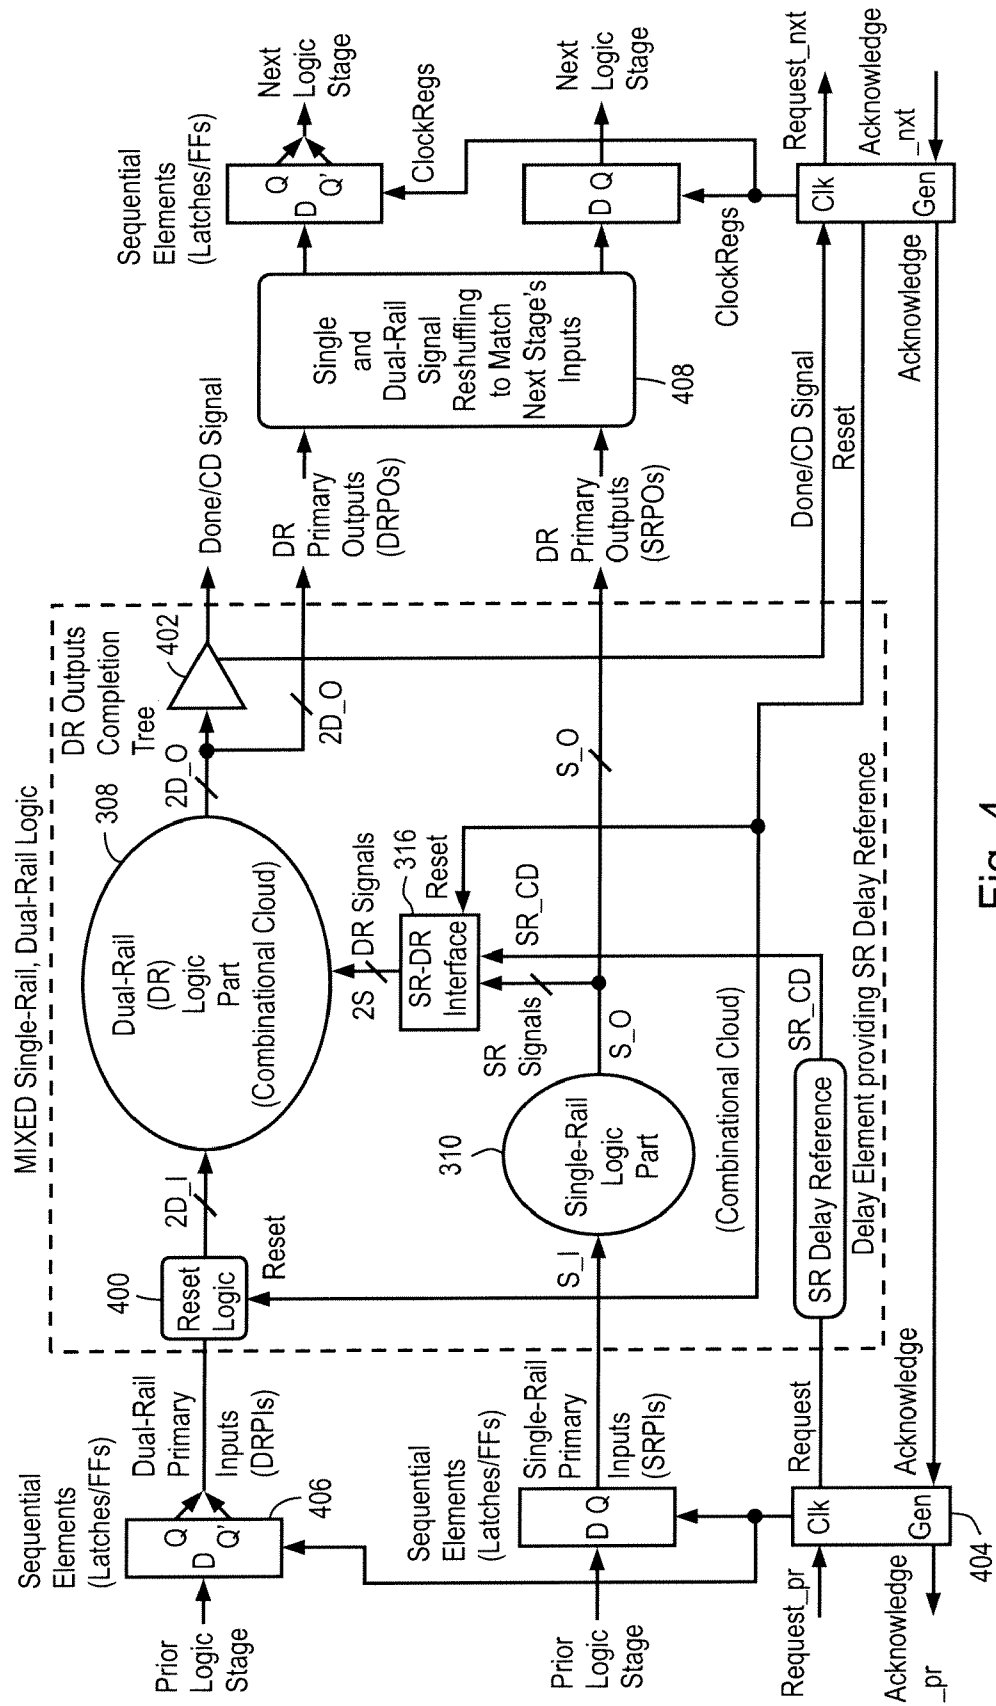 MIXED Single-Rail, Dual-Rail Logic
Sequential
Elements
(Latches/FFs)
Prior
Logic
Stage
D
Q
Q'
406
Dual-Rail
Primary
Inputs
(DRPIs)
400
Reset
Logic
Reset
2D_I
Dual-Rail
(DR)
Logic
Part
(Combinational Cloud)
308
2D_O
DR Outputs
Completion
Tree
402
Done/CD Signal
2D_O
DR
Primary
Outputs
(DRPOs)
Sequential
Elements
(Latches/FFs)
D
Q
Q'
Next
Logic
Stage
ClockRegs
2S
DR Signals
SR-DR
Interface
316
Reset
SR
Signals
SR_CD
Single
and
Dual-Rail
Signal
Reshuffling
to Match
Next Stage's
Inputs
408
Sequential
Elements
(Latches/FFs)
Prior
Logic
Stage
D Q
Single-Rail
Primary
Inputs
(SRPIs)
S_I
310
Single-Rail
Logic
Part
(Combinational Cloud)
S_O
S_O
DR
Primary
Outputs
(SRPOs)
D Q
Next
Logic
Stage
ClockRegs
Request_pr
Clk
Gen
404
Acknowledge
_pr
Request
SR Delay Reference
SR_CD
Delay Element providing SR Delay Reference
Done/CD Signal
Reset
Acknowledge
Acknowledge
Clk
Gen
Request_nxt
Acknowledge
_nxt